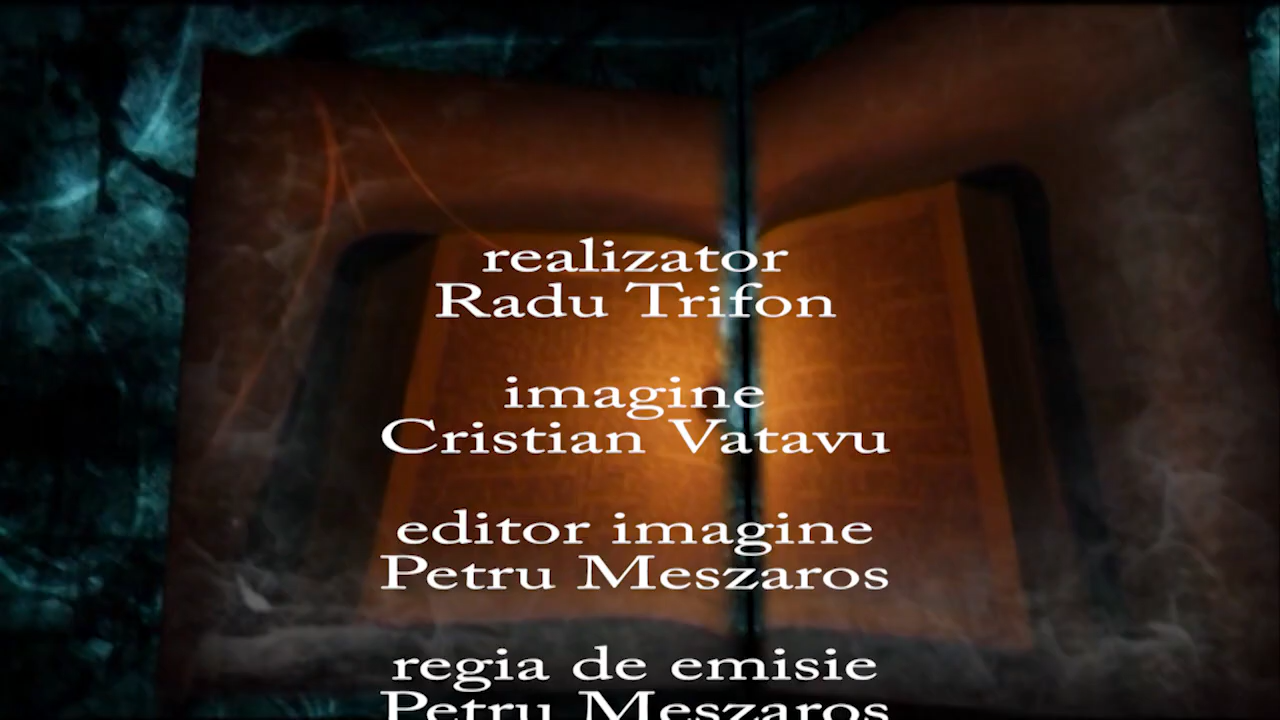 realizator
Radu Trifon
imagine
Cristian Vatavu
editor imagine
Petru Meszaros
regia de emisie
Petru Meszaros